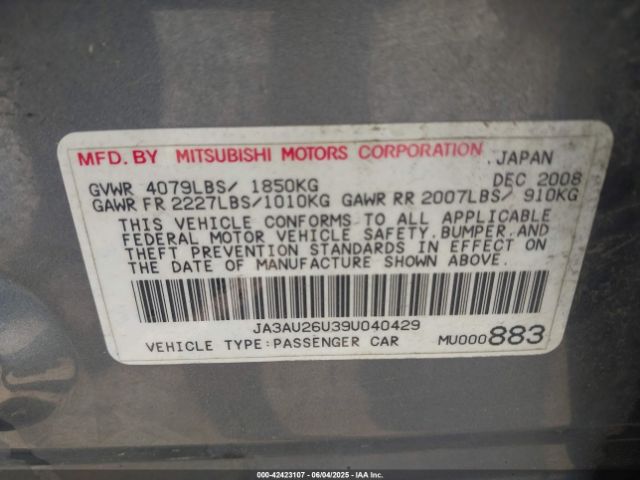 MFD. BY MITSUBISHI MOTORS CORPORATION ,JAPAN
GVWR 4079LBS/ 1850KG DEC 2008
GAWR FR 2227LBS/1010KG GAWR RR 2007LBS/ 910KG
THIS VEHICLE CONFORMS TO ALL APPLICABLE
FEDERAL MOTOR VEHICLE SAFETY,BUMPER,AND
THEFT PREVENTION STANDARDS IN EFFECT ON
THE DATE OF MANUFACTURE SHOWN ABOVE.
JA3AU26U39U040429
VEHICLE TYPE:PASSENGER CAR MU000883
000-42423107 - 06/04/2025 - IAA Inc.